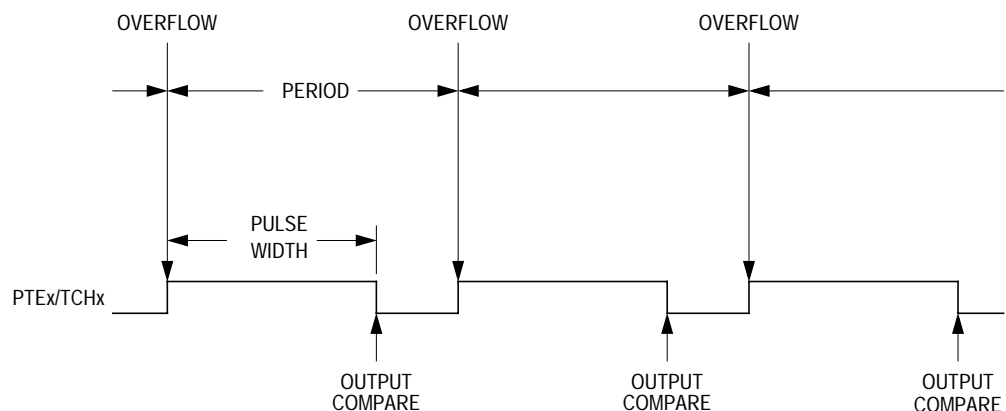 OVERFLOW OVERFLOW OVERFLOW
PERIOD
PULSE
WIDTH
PTEx/TCHx
OUTPUT
COMPARE
OUTPUT
COMPARE
OUTPUT
COMPARE